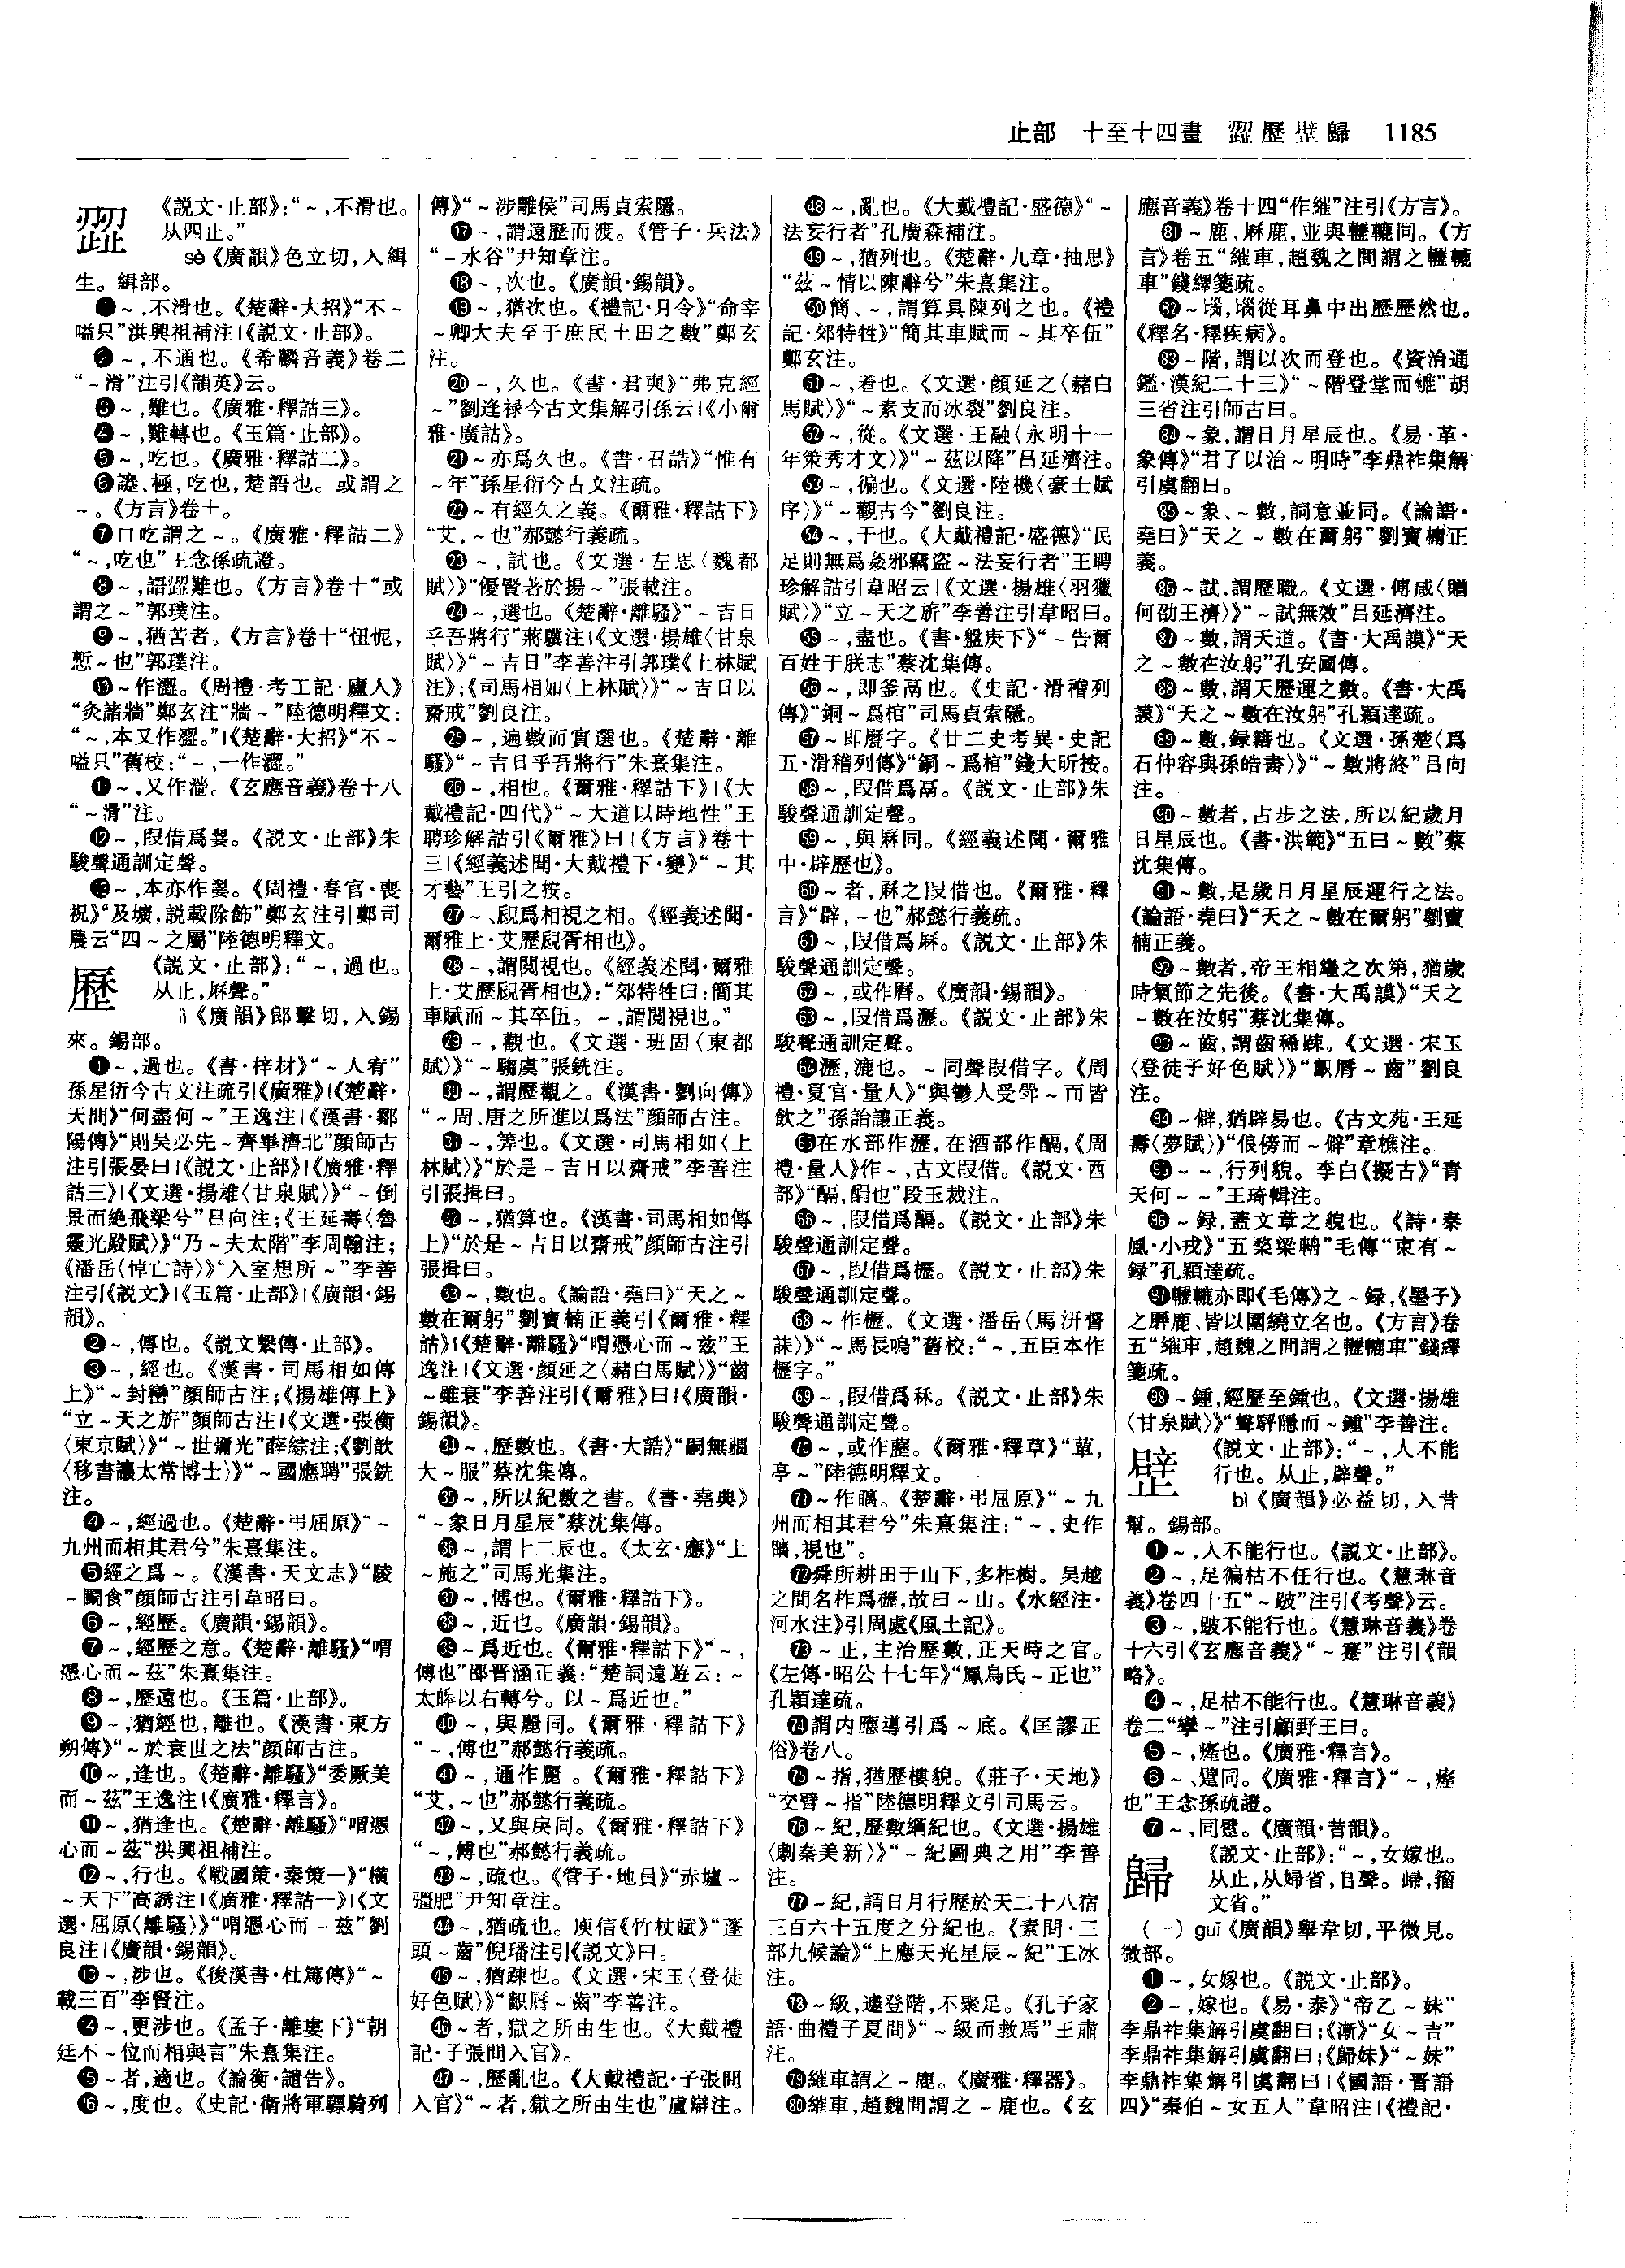 止部　十至十四畫　歰歷壁歸　1185
歰
《説文·止部》：“～，不滑也。
从四止。”
sè《廣韻》色立切，入緝
生。緝部。
❶～，不滑也。《楚辭·大招》“不～
嗌只”洪興祖補注|《説文·止部》。
❷～，不通也。《希麟音義》卷二
“～滑”注引《韻英》云。
❸～，難也。《廣雅·釋詁三》。
❹～，難轉也。《玉篇·止部》。
❺～，吃也。《廣雅·釋詁二》。
❻讓、極，吃也，楚語也。或謂之
～。《方言》卷十。
❼口吃謂之～。《廣雅·釋詁二》
“～，吃也”王念孫疏證。
❽～，語歰難也。《方言》卷十“或
謂之～”郭璞注。
❾～，猶苦者。《方言》卷十“忸怩，
慙～也”郭璞注。
❿～作澀。《周禮·考工記·廬人》
“灸諸牆”鄭玄注“牆～”陸德明釋文：
“～，本又作澀。”|《楚辭·大招》“不～
嗌只”舊校：“～，一作澀。”
⓫～，又作濇。《玄應音義》卷十八
“～滑”注。
⓬～，叚借爲翜。《説文·止部》朱
駿聲通訓定聲。
⓭～，本亦作翣。《周禮·春官·喪
祝》“及壙，説載除飾”鄭玄注引鄭司
農云“四～之屬”陸德明釋文。
歷
《説文·止部》：“～，過也。
从止，厤聲。”
lì《廣韻》郎擊切，入錫
來。錫部。
❶～，過也。《書·梓材》“～人宥”
孫星衍今古文注疏引《廣雅》|《楚辭·
天問》“何盡何～”王逸注|《漢書·鄒
陽傳》“則吴必先～齊畢濟北”顔師古
注引張晏曰|《説文·止部》|《廣雅·釋
詁三》|《文選·揚雄〈甘泉賦〉》“～倒
景而絶飛梁兮”吕向注；《王延壽〈魯
靈光殿賦〉》“乃～夫太階”李周翰注；
《潘岳〈悼亡詩〉》“入室想所～”李善
注引《説文》|《玉篇·止部》|《廣韻·錫
韻》。
❷～，傳也。《説文繫傳·止部》。
❸～，經也。《漢書·司馬相如傳
上》“～封巒”顔師古注；《揚雄傳上》
“立～天之旂”顔師古注|《文選·張衡
〈東京賦〉》“～世彌光”薛綜注；《劉歆
〈移書讓太常博士〉》“～國應聘”張銑
注。
❹～，經過也。《楚辭·弔屈原》“～
九州而相其君兮”朱熹集注。
❺經之爲～。《漢書·天文志》“陵
～鬭食”顔師古注引韋昭曰。
❻～，經歷。《廣韻·錫韻》。
❼～，經歷之意。《楚辭·離騷》“喟
憑心而～兹”朱熹集注。
❽～，歷遠也。《玉篇·止部》。
❾～，猶經也，離也。《漢書·東方
朔傳》“～於衰世之法”顔師古注。
❿～，逢也。《楚辭·離騷》“委厥美
而～兹”王逸注|《廣雅·釋言》。
⓫～，猶逢也。《楚辭·離騷》“喟憑
心而～兹”洪興祖補注。
⓬～，行也。《戰國策·秦策一》“横
～天下”高誘注|《廣雅·釋詁一》|《文
選·屈原〈離騷〉》“喟憑心而～兹”劉
良注|《廣韻·錫韻》。
⓭～，涉也。《後漢書·杜篤傳》“～
載三百”李賢注。
⓮～，更涉也。《孟子·離婁下》“朝
廷不～位而相與言”朱熹集注。
⓯～者，適也。《論衡·譴告》。
⓰～，度也。《史記·衛將軍驃騎列
傳》“～涉離侯”司馬貞索隱。
⓱～，謂遠歷而渡。《管子·兵法》
“～水谷”尹知章注。
⓲～，次也。《廣韻·錫韻》。
⓳～，猶次也。《禮記·月令》“命宰
～卿大夫至于庶民土田之數”鄭玄
注。
⓴～，久也。《書·君奭》“弗克經
～”劉逢禄今古文集解引孫云|《小爾
雅·廣詁》。
㉑～亦爲久也。《書·召誥》“惟有
～年”孫星衍今古文注疏。
㉒～有經久之義。《爾雅·釋詁下》
“艾，～也”郝懿行義疏。
㉓～，試也。《文選·左思〈魏都
賦〉》“優賢著於揚～”張載注。
㉔～，選也。《楚辭·離騷》“～吉日
乎吾將行”蔣驥注|《文選·揚雄〈甘泉
賦〉》“～吉日”李善注引郭璞《上林賦
注》；《司馬相如〈上林賦〉》“～吉日以
齋戒”劉良注。
㉕～，遍數而實選也。《楚辭·離
騷》“～吉日乎吾將行”朱熹集注。
㉖～，相也。《爾雅·釋詁下》|《大
戴禮記·四代》“～大道以時地性”王
聘珍解詁引《爾雅》曰|《方言》卷十
三|《經義述聞·大戴禮下·變》“～其
才藝”王引之按。
㉗～、覛爲相視之相。《經義述聞·
爾雅上·艾歷覛胥相也》。
㉘～，謂閲視也。《經義述聞·爾雅
上·艾歷覛胥相也》：“郊特牲曰：簡其
車賦而～其卒伍。～，謂閲視也。”
㉙～，觀也。《文選·班固〈東都
賦〉》“～騶虞”張銑注。
㉚～，謂歷觀之。《漢書·劉向傳》
“～周、唐之所進以爲法”顔師古注。
㉛～，筭也。《文選·司馬相如〈上
林賦〉》“於是～吉日以齋戒”李善注
引張揖曰。
㉜～，猶算也。《漢書·司馬相如傳
上》“於是～吉日以齋戒”顔師古注引
張揖曰。
㉝～，數也。《論語·堯曰》“天之～
數在爾躬”劉寶楠正義引《爾雅·釋
詁》|《楚辭·離騷》“喟憑心而～兹”王
逸注|《文選·顔延之〈赭白馬賦〉》“齒
～雖衰”李善注引《爾雅》曰|《廣韻·
錫韻》。
㉞～，歷數也。《書·大誥》“嗣無疆
大～服”蔡沈集傳。
㉟～，所以紀數之書。《書·堯典》
“～象日月星辰”蔡沈集傳。
㊱～，謂十二辰也。《太玄·應》“上
～施之”司馬光集注。
㊲～，傅也。《爾雅·釋詁下》。
㊳～，近也。《廣韻·錫韻》。
㊴～爲近也。《爾雅·釋詁下》“～，
傅也”邵晋涵正義：“楚詞遠遊云：～
太皞以右轉兮。以～爲近也。”
㊵～，與麗同。《爾雅·釋詁下》
“～，傅也”郝懿行義疏。
㊶～，通作麗。《爾雅·釋詁下》
“艾，～也”郝懿行義疏。
㊷～，又與戾同。《爾雅·釋詁下》
“～，傅也”郝懿行義疏。
㊸～，疏也。《管子·地員》“赤壚～
彊肥”尹知章注。
㊹～，猶疏也。庾信《竹杖賦》“蓬
頭～齒”倪璠注引《説文》曰。
㊺～，猶踈也。《文選·宋玉〈登徒
好色賦〉》“齞脣～齒”李善注。
㊻～者，獄之所由生也。《大戴禮
記·子張問入官》。
㊼～，歷亂也。《大戴禮記·子張問
入官》“～者，獄之所由生也”盧辯注。
㊽～，亂也。《大戴禮記·盛德》“～
法妄行者”孔廣森補注。
㊾～，猶列也。《楚辭·九章·抽思》
“兹～情以陳辭兮”朱熹集注。
㊿簡、～，謂算具陳列之也。《禮
記·郊特牲》“簡其車賦而～其卒伍”
鄭玄注。
51～，着也。《文選·顔延之〈赭白
馬賦〉》“～素支而冰裂”劉良注。
52～，從。《文選·王融〈永明十一
年策秀才文〉》“～兹以降”吕延濟注。
53～，徧也。《文選·陸機〈豪士賦
序〉》“～觀古今”劉良注。
54～，干也。《大戴禮記·盛德》“民
足則無爲姦邪竊盗～法妄行者”王聘
珍解詁引韋昭云|《文選·揚雄〈羽獵
賦〉》“立～天之旂”李善注引韋昭曰。
55～，盡也。《書·盤庚下》“～告爾
百姓于朕志”蔡沈集傳。
56～，即釜鬲也。《史記·滑稽列
傳》“銅～爲棺”司馬貞索隱。
57～即㽁字。《廿二史考異·史記
五·滑稽列傳》“銅～爲棺”錢大昕按。
58～，叚借爲鬲。《説文·止部》朱
駿聲通訓定聲。
59～，與厤同。《經義述聞·爾雅
中·辟歷也》。
60～者，厤之叚借也。《爾雅·釋
言》“辟，～也”郝懿行義疏。
61～，叚借爲厤。《説文·止部》朱
駿聲通訓定聲。
62～，或作曆。《廣韻·錫韻》。
63～，叚借爲瀝。《説文·止部》朱
駿聲通訓定聲。
64瀝，漉也。～同聲叚借字。《周
禮·夏官·量人》“與鬱人受斝～而皆
飲之”孫詒讓正義。
65在水部作瀝，在酒部作䤙，《周
禮·量人》作～，古文叚借。《説文·酉
部》“䤙，酮也”段玉裁注。
66～，叚借爲䤙。《説文·止部》朱
駿聲通訓定聲。
67～，叚借爲櫪。《説文·止部》朱
駿聲通訓定聲。
68～作櫪。《文選·潘岳〈馬汧督
誄〉》“～馬長鳴”舊校：“～，五臣本作
櫪字。”
69～，叚借爲秝。《説文·止部》朱
駿聲通訓定聲。
70～，或作藶。《爾雅·釋草》“葶，
亭～”陸德明釋文。
71～作瞝。《楚辭·弔屈原》“～九
州而相其君兮”朱熹集注：“～，史作
瞝，視也”。
72舜所耕田于山下，多柞樹。吴越
之間名柞爲櫪，故曰～山。《水經注·
河水注》引周處《風土記》。
73～止，主治歷數，正天時之官。
《左傳·昭公十七年》“鳳鳥氏～正也”
孔穎達疏。
74謂内應導引爲～底。《匡謬正
俗》卷八。
75～指，猶歷樓貌。《莊子·天地》
“交臂～指”陸德明釋文引司馬云。
76～紀，歷數綱紀也。《文選·揚雄
〈劇秦美新〉》“～紀圖典之用”李善
注。
77～紀，謂日月行歷於天二十八宿
三百六十五度之分紀也。《素問·三
部九候論》“上應天光星辰～紀”王冰
注。
78～級，遽登階，不聚足。《孔子家
語·曲禮子夏問》“～級而救焉”王肅
注。
79維車謂之～鹿。《廣雅·釋器》。
80維車，趙魏間謂之～鹿也。《玄
應音義》卷十四“作維”注引《方言》。
81～鹿、厤鹿，並與轣轆同。《方
言》卷五“維車，趙魏之間謂之轣轆
車”錢繹箋疏。
82～𦛁，𦛁從耳鼻中出歷歷然也。
《釋名·釋疾病》。
83～階，謂以次而登也。《資治通
鑑·漢紀二十三》“～階登堂而雊”胡
三省注引師古曰。
84～象，謂日月星辰也。《易·革·
象傳》“君子以治～明時”李鼎祚集解
引虞翻曰。
85～象、～數，詞意並同。《論語·
堯曰》“天之～數在爾躬”劉寶楠正
義。
86～試，謂歷職。《文選·傅咸〈贈
何劭王濟〉》“～試無效”吕延濟注。
87～數，謂天道。《書·大禹謨》“天
之～數在汝躬”孔安國傳。
88～數，謂天歷運之數。《書·大禹
謨》“天之～數在汝躬”孔穎達疏。
89～數，録籍也。《文選·孫楚〈爲
石仲容與孫皓書〉》“～數將終”吕向
注。
90～數者，占步之法，所以紀歲月
日星辰也。《書·洪範》“五曰～數”蔡
沈集傳。
91～數，是歲日月星辰運行之法。
《論語·堯曰》“天之～數在爾躬”劉寶
楠正義。
92～數者，帝王相繼之次第，猶歲
時氣節之先後。《書·大禹謨》“天之
～數在汝躬”蔡沈集傳。
93～齒，謂齒稀踈。《文選·宋玉
〈登徒子好色賦〉》“齞脣～齒”劉良
注。
94～僻，猶辟易也。《古文苑·王延
壽〈夢賦〉》“俍傍而～僻”章樵注。
95～～，行列貌。李白《擬古》“青
天何～～”王琦輯注。
96～録，蓋文章之貌也。《詩·秦
風·小戎》“五楘梁輈”毛傳“束有～
録”孔穎達疏。
97轣轆亦即《毛傳》之～録，《墨子》
之磿鹿、皆以圍繞立名也。《方言》卷
五“維車，趙魏之間謂之轣轆車”錢繹
箋疏。
98～鍾，經歷至鍾也。《文選·揚雄
〈甘泉賦〉》“聲駍隱而～鍾”李善注。
壁
《説文·止部》：“～，人不能
行也。从止，辟聲。”
bì《廣韻》必益切，入昔
幫。錫部。
❶～，人不能行也。《説文·止部》。
❷～，足徧枯不任行也。《慧琳音
義》卷四十五“～跛”注引《考聲》云。
❸～，跛不能行也。《慧琳音義》卷
十六引《玄應音義》“～蹇”注引《韻
略》。
❹～，足枯不能行也。《慧琳音義》
卷二“攣～”注引顧野王曰。
❺～，癃也。《廣雅·釋言》。
❻～、躄同。《廣雅·釋言》“～，癃
也”王念孫疏證。
❼～，同躄。《廣韻·昔韻》。
歸
《説文·止部》：“～，女嫁也。
从止，从婦省，𠂤聲。㱕，籀
文省。”
（一）guī《廣韻》舉韋切，平微見。
微部。
❶～，女嫁也。《説文·止部》。
❷～，嫁也。《易·泰》“帝乙～妹”
李鼎祚集解引虞翻曰；《漸》“女～吉”
李鼎祚集解引虞翻曰；《歸妹》“～妹”
李鼎祚集解引虞翻曰|《國語·晋語
四》“秦伯～女五人”韋昭注|《禮記·